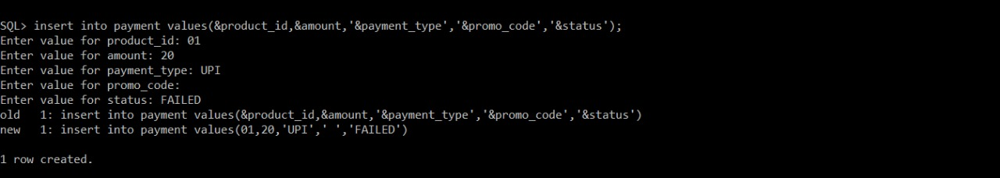 SQL> insert into payment values(&product_id,&amount,'&payment_type','&promo_code','&status');
Enter value for product_id: 01
Enter value for amount: 20
Enter value for payment_type: UPI
Enter value for promo_code:
Enter value for status: FAILED
old   1: insert into payment values(&product_id,&amount,'&payment_type','&promo_code','&status')
new   1: insert into payment values(01,20,'UPI',' ','FAILED')
1 row created.